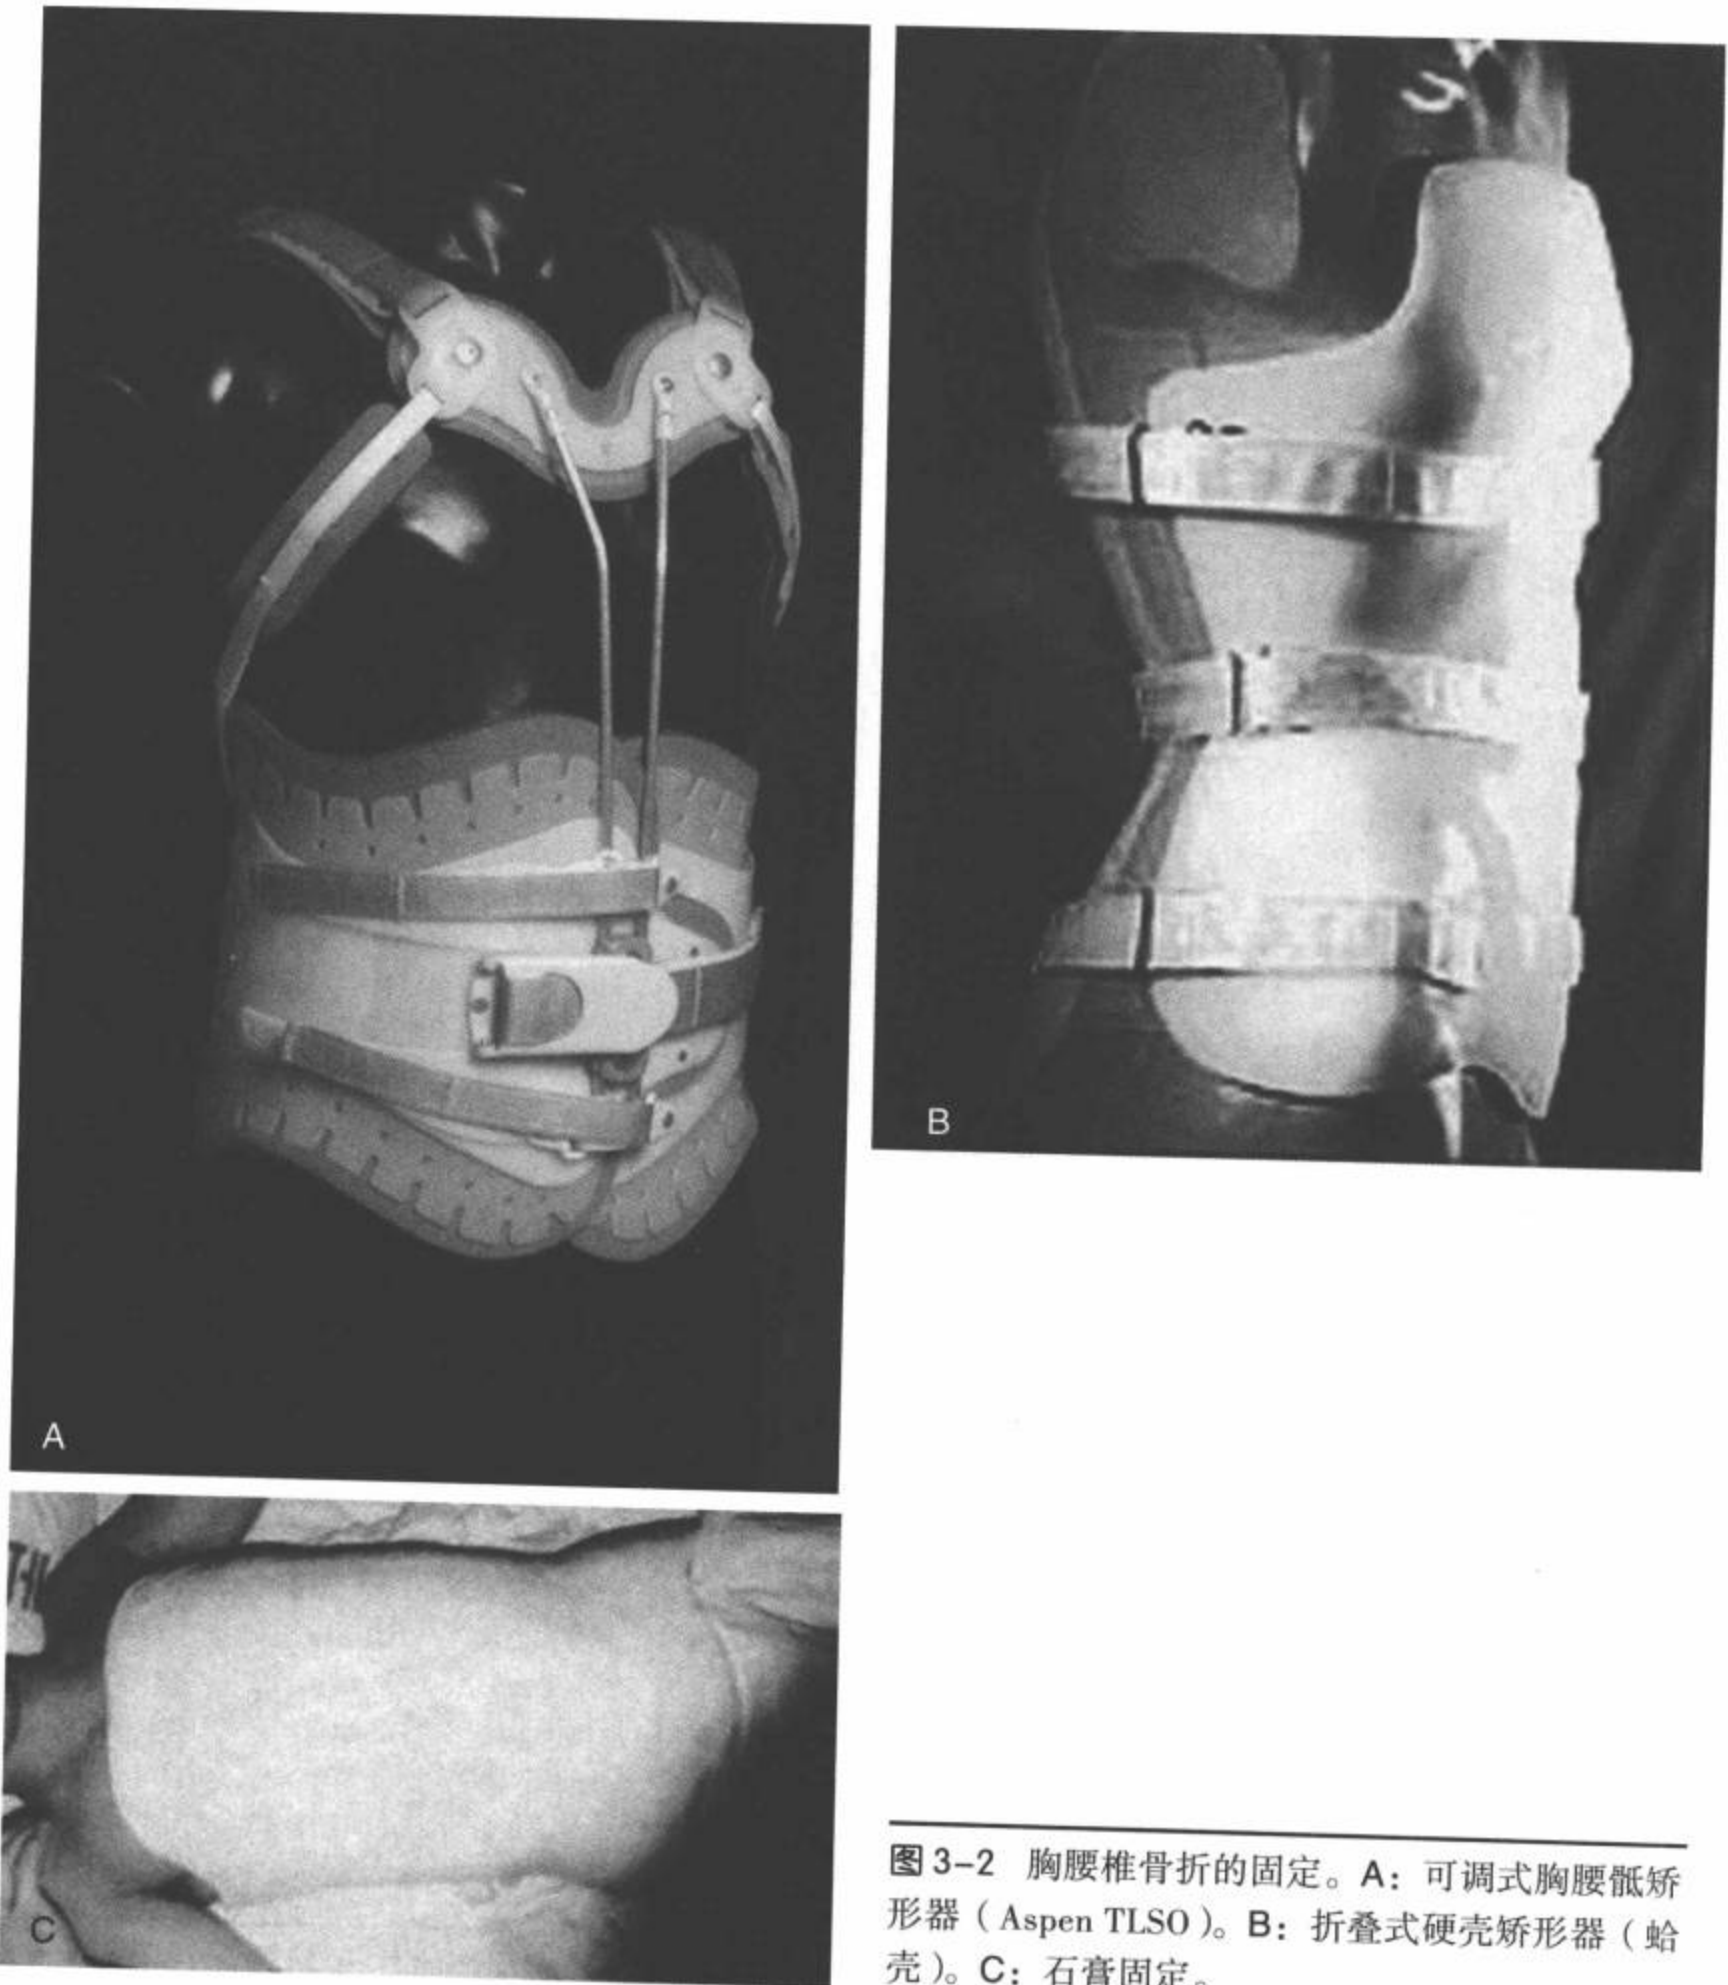 A
B
C
图3-2 胸腰椎骨折的固定。A：可调式胸腰骶矫
形器（Aspen TLSO）。B：折叠式硬壳矫形器（蛤
壳）。C：石膏固定。